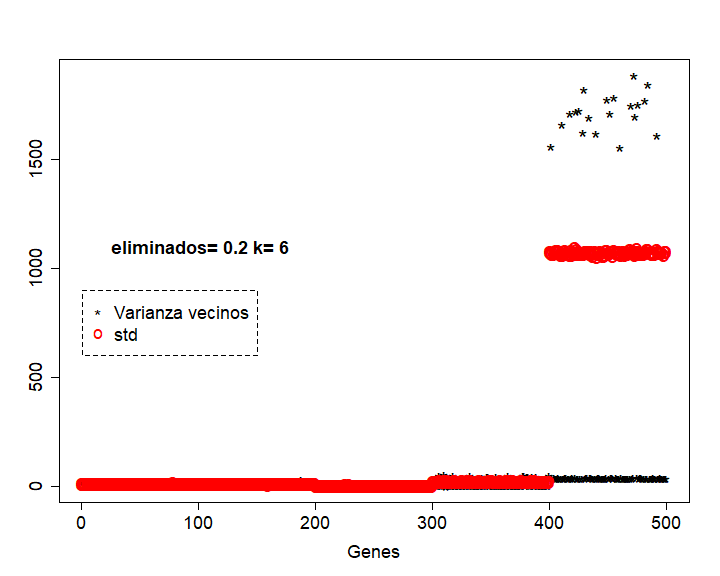 1500
1000
500
0
eliminados= 0.2 k= 6
* Varianza vecinos
o std
0 100 200 300 400 500
Genes